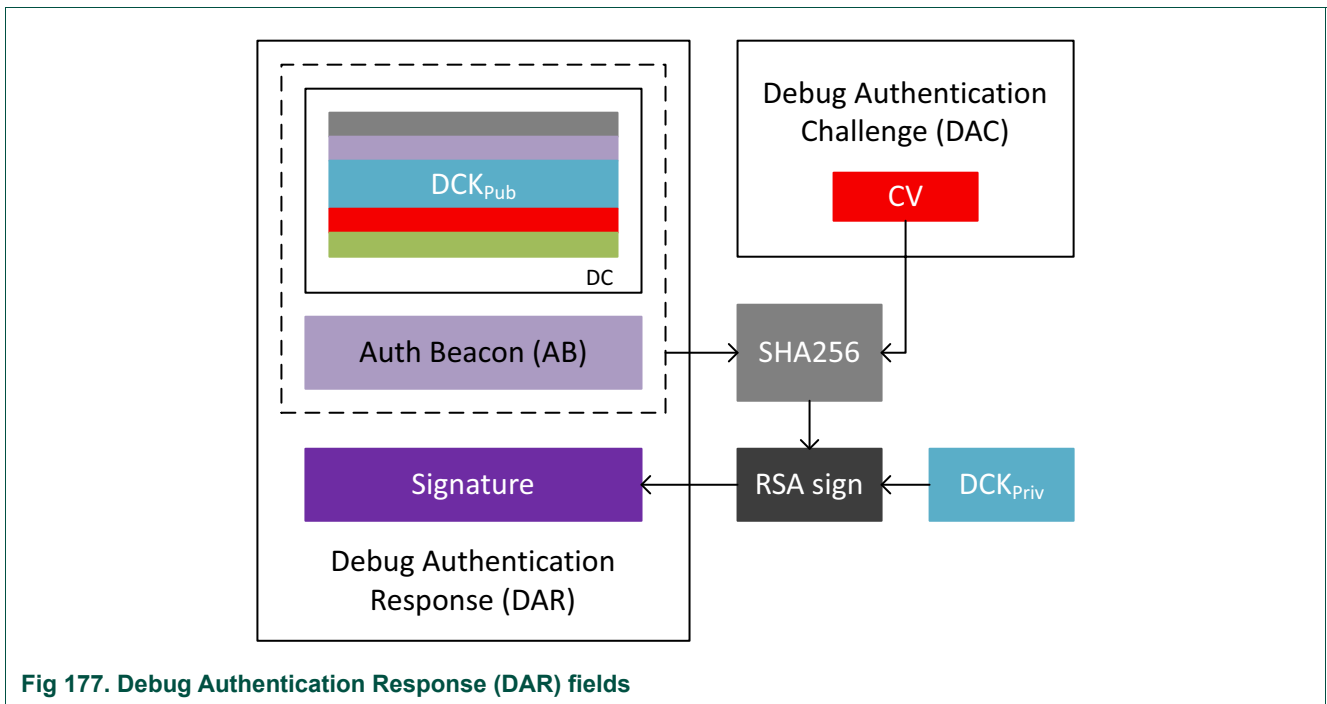 DCKPub
DC
Auth Beacon (AB)
Signature
Debug Authentication
Response (DAR)
Debug Authentication
Challenge (DAC)
CV
SHA256
RSA sign
DCKPriv
Fig 177. Debug Authentication Response (DAR) fields